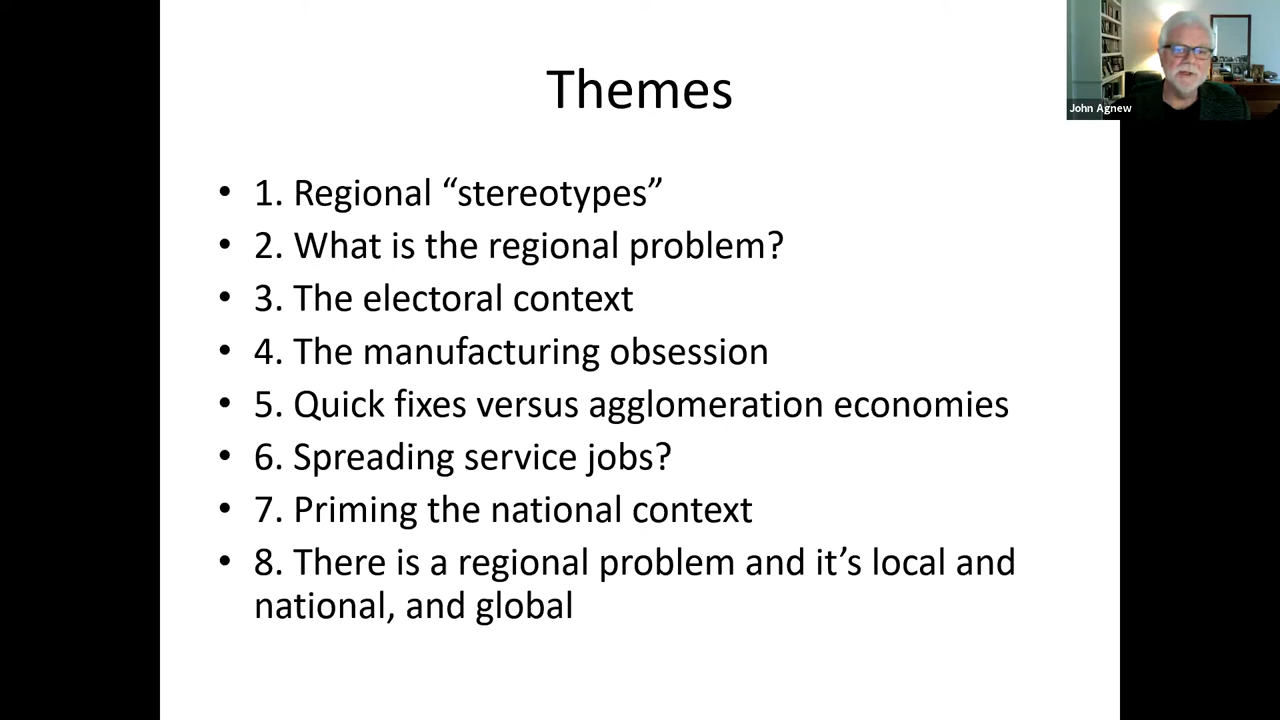 Themes
John Agnew
• 1. Regional “stereotypes”
• 2. What is the regional problem?
• 3. The electoral context
• 4. The manufacturing obsession
• 5. Quick fixes versus agglomeration economies
• 6. Spreading service jobs?
• 7. Priming the national context
• 8. There is a regional problem and it’s local and
national, and global